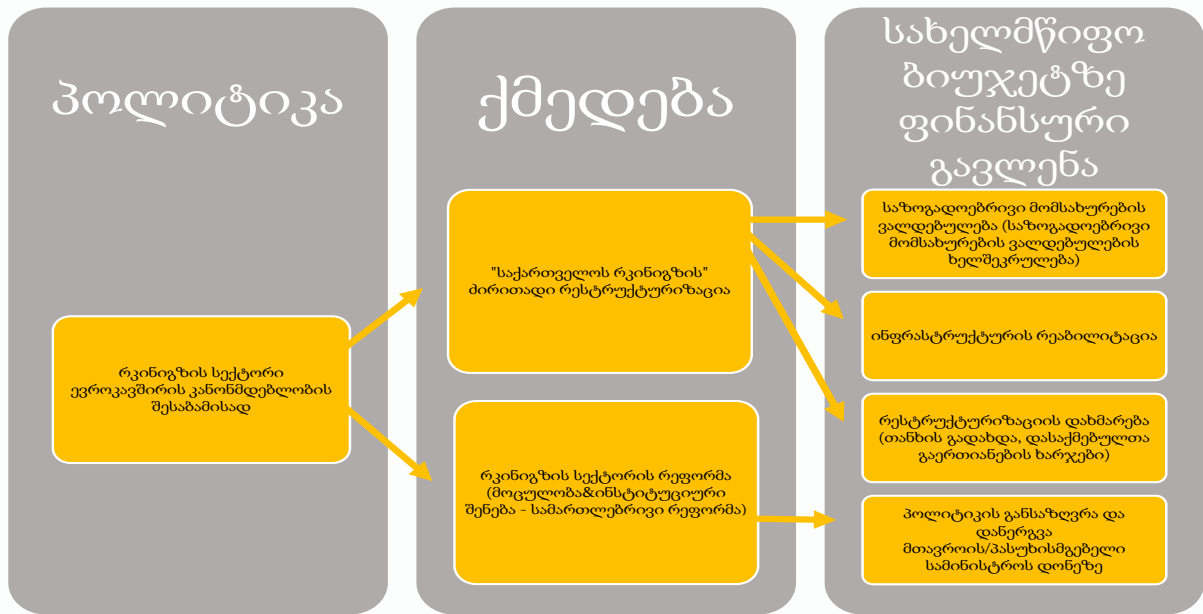 პოლიტიკა
რკინიგზის სექტორი
ევროკავშირის კანონმდებლობის
შესაბამისად
ქმედება
"საქართველოს რკინიგზის"
ძირითადი რესტრუქტურიზაცია
რკინიგზის სექტორის რეფორმა
(მოცულობა&ინსტიტუციური
შენება - სამართლებრივი რეფორმა)
სახელმწიფო
ბიუჯეტზე
ფინანსური
გავლენა
საზოგადოებრივი მომსახურების
ვალდებულება (საზოგადოებრივი
მომსახურების ვალდებულების
ხელშეკრულება)
ინფრასტრუქტურის რეაბილიტაცია
რესტრუქტურიზაციის დახმარება
(თანხის გადახდა, დასაქმებულთა
გაერთიანების ხარჯები)
პოლიტიკის განსაზღვრა და
დანერგვა
მთავროის/პასუხისმგებელი
სამინისტროს დონეზე